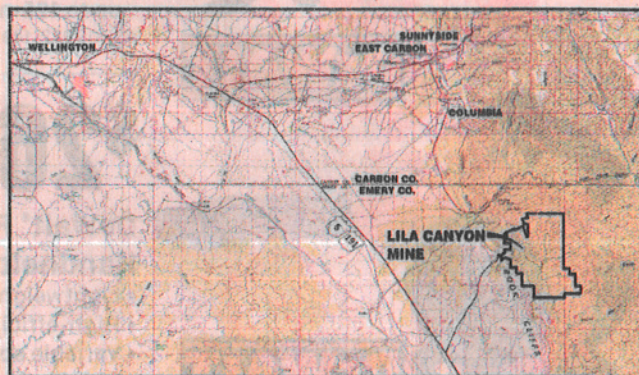 SUNNYSIDE
WELLINGTON
EAST CARBON
COLUMBIA
CARBON CO.
EMERY CO.
6 191
LILA CANYON
MINE
BOOK
CLIFFS